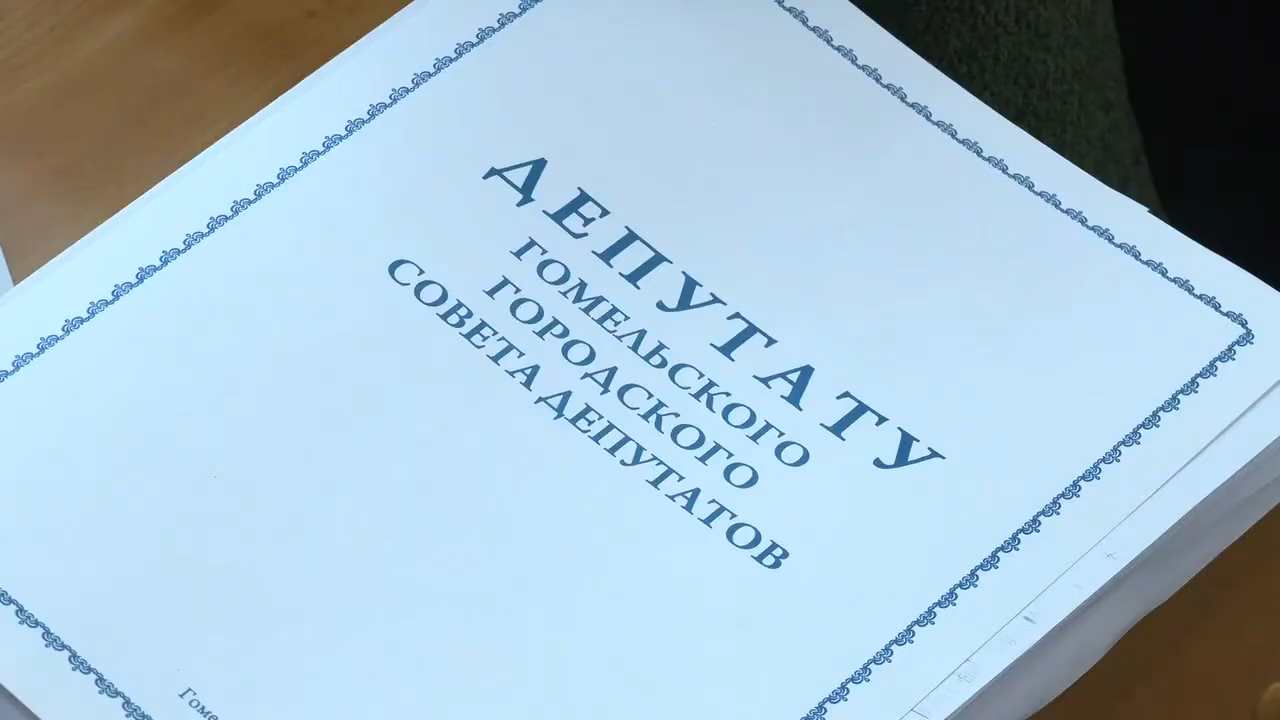 ДЕПУТАТУ
ГОМЕЛЬСКОГО
ГОРОДСКОГО
СОВЕТА ДЕПУТАТОВ